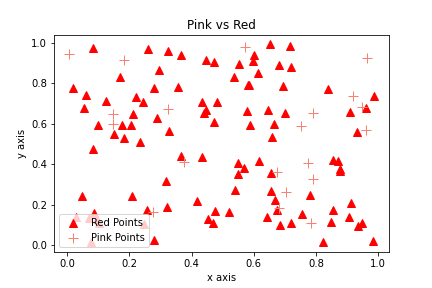 Pink vs Red
1.0
0.8
0.6
0.4
0.2
0.0
y axis
Red Points
Pink Points
0.0 0.2 0.4 0.6 0.8 1.0
x axis